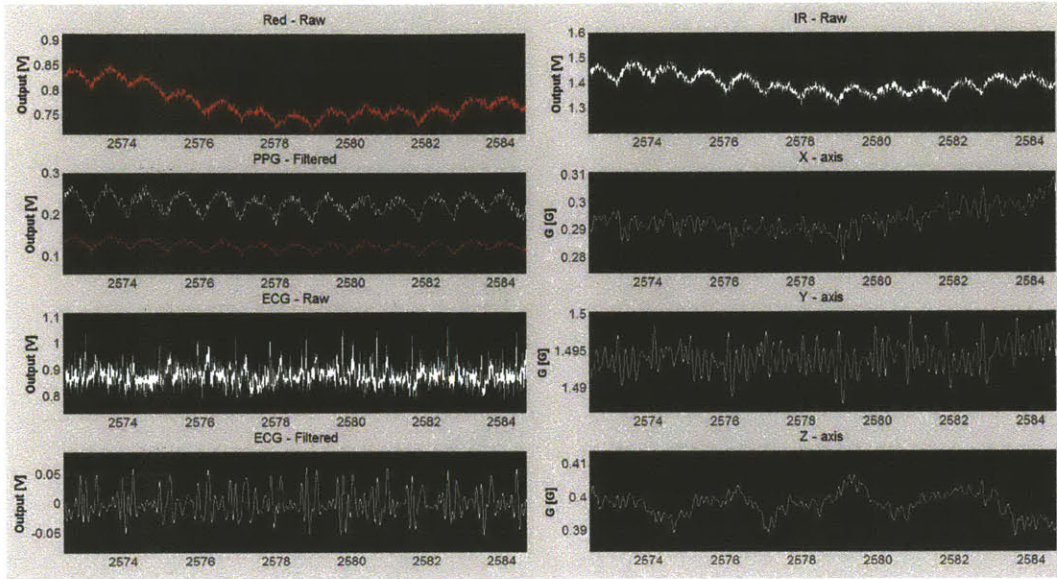 Red - Raw
Output [V]
0.9
0.85
0.8
0.75
2574 2576 2578 2580 2582 2584
IR - Raw
Output [V]
1.6
1.5
1.4
1.3
2574 2576 2578 2580 2582 2584
PPG - Filtered
Output [V]
0.3
0.2
0.1
2574 2576 2578 2580 2582 2584
X - axis
G [G]
0.31
0.3
0.29
0.28
2574 2576 2578 2580 2582 2584
ECG - Raw
Output [V]
1.1
1
0.9
0.8
2574 2576 2578 2580 2582 2584
Y - axis
G [G]
1.5
1.495
1.49
2574 2576 2578 2580 2582 2584
ECG - Filtered
Output [V]
0.05
0
-0.05
2574 2576 2578 2580 2582 2584
Z - axis
G [G]
0.41
0.4
0.39
2574 2576 2578 2580 2582 2584